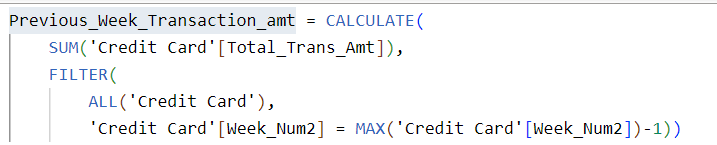 Previous_Week_Transaction_amt = CALCULATE(
SUM('Credit Card'[Total_Trans_Amt]),
FILTER(
ALL('Credit Card'),
'Credit Card'[Week_Num2] = MAX('Credit Card'[Week_Num2])-1))